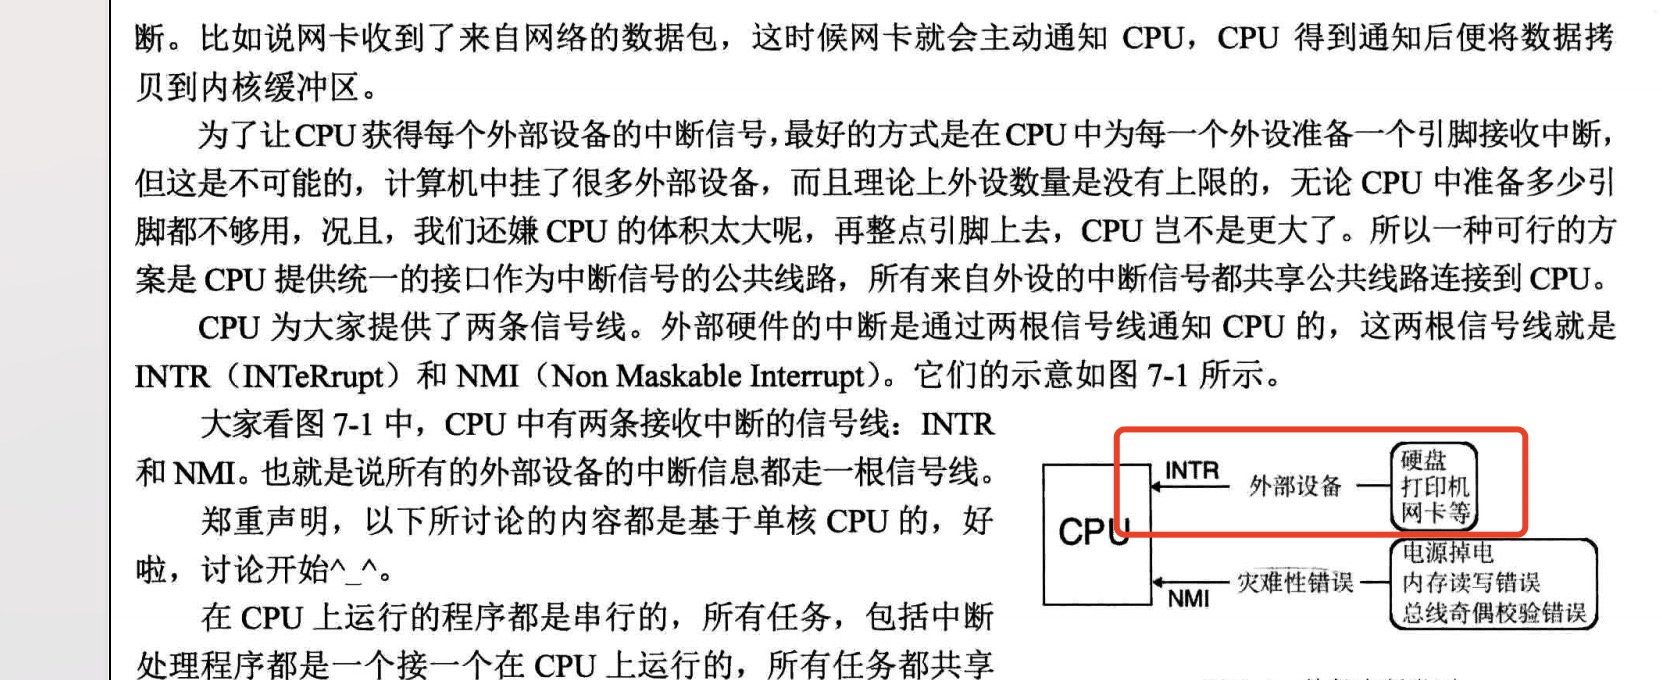 断。比如说网卡收到了来自网络的数据包，这时候网卡就会主动通知 CPU，CPU 得到通知后便将数据拷
贝到内核缓冲区。
为了让CPU获得每个外部设备的中断信号，最好的方式是在CPU中为每一个外设准备一个引脚接收中断，
但这是不可能的，计算机中挂了很多外部设备，而且理论上外设数量是没有上限的，无论 CPU 中准备多少引
脚都不够用，况且，我们还嫌 CPU 的体积太大呢，再整点引脚上去，CPU 岂不是更大了。所以一种可行的方
案是 CPU 提供统一的接口作为中断信号的公共线路，所有来自外设的中断信号都共享公共线路连接到 CPU。
CPU 为大家提供了两条信号线。外部硬件的中断是通过两根信号线通知 CPU 的，这两根信号线就是
INTR（INTeRrupt）和 NMI（Non Maskable Interrupt）。它们的示意如图 7-1 所示。
大家看图 7-1 中，CPU 中有两条接收中断的信号线：INTR
和 NMI。也就是说所有的外部设备的中断信息都走一根信号线。
郑重声明，以下所讨论的内容都是基于单核 CPU 的，好
啦，讨论开始^_^。
在 CPU 上运行的程序都是串行的，所有任务，包括中断
处理程序都是一个接一个在 CPU 上运行的，所有任务都共享
CPU
INTR
外部设备
硬盘
打印机
网卡等
NMI
灾难性错误
电源掉电
内存读写错误
总线奇偶校验错误